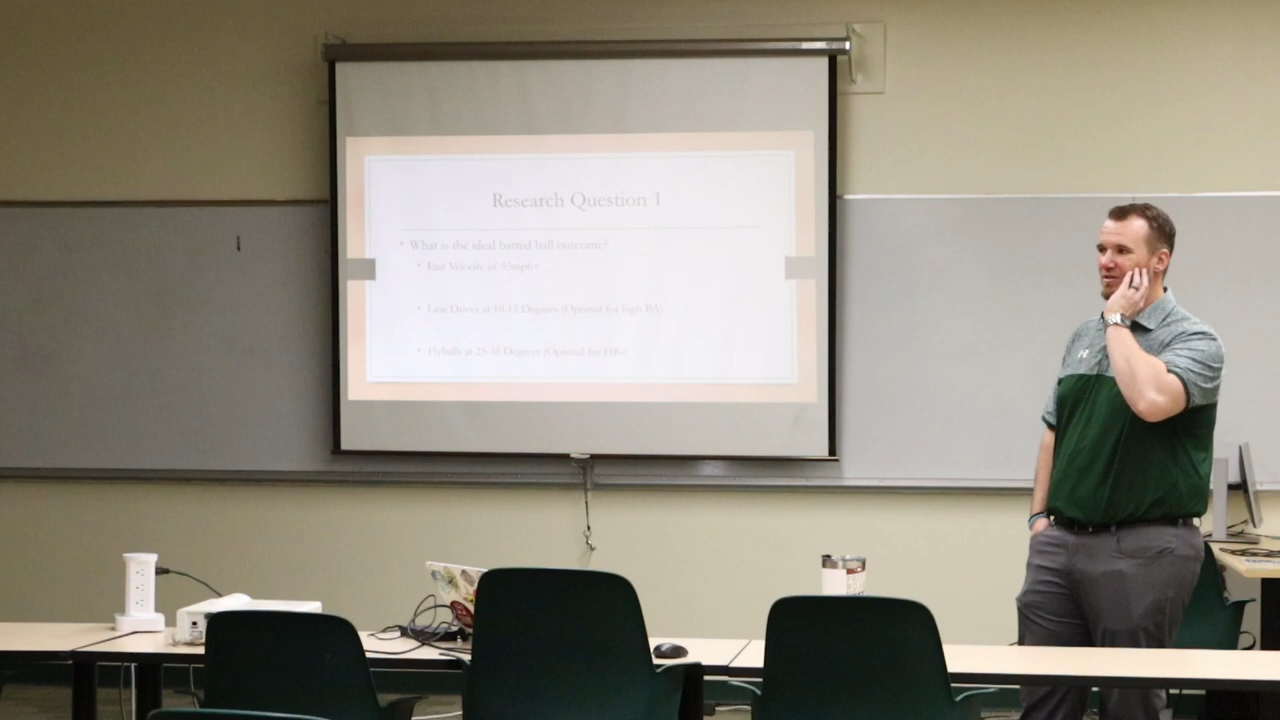 Research Question 1
• What is the ideal batted ball outcome?
• Exit Velocity of 95mph+
• Line Drives at 10-15 Degrees (Optimal for high BA)
• Flyballs at 25-35 Degrees (Optimal for HRs)